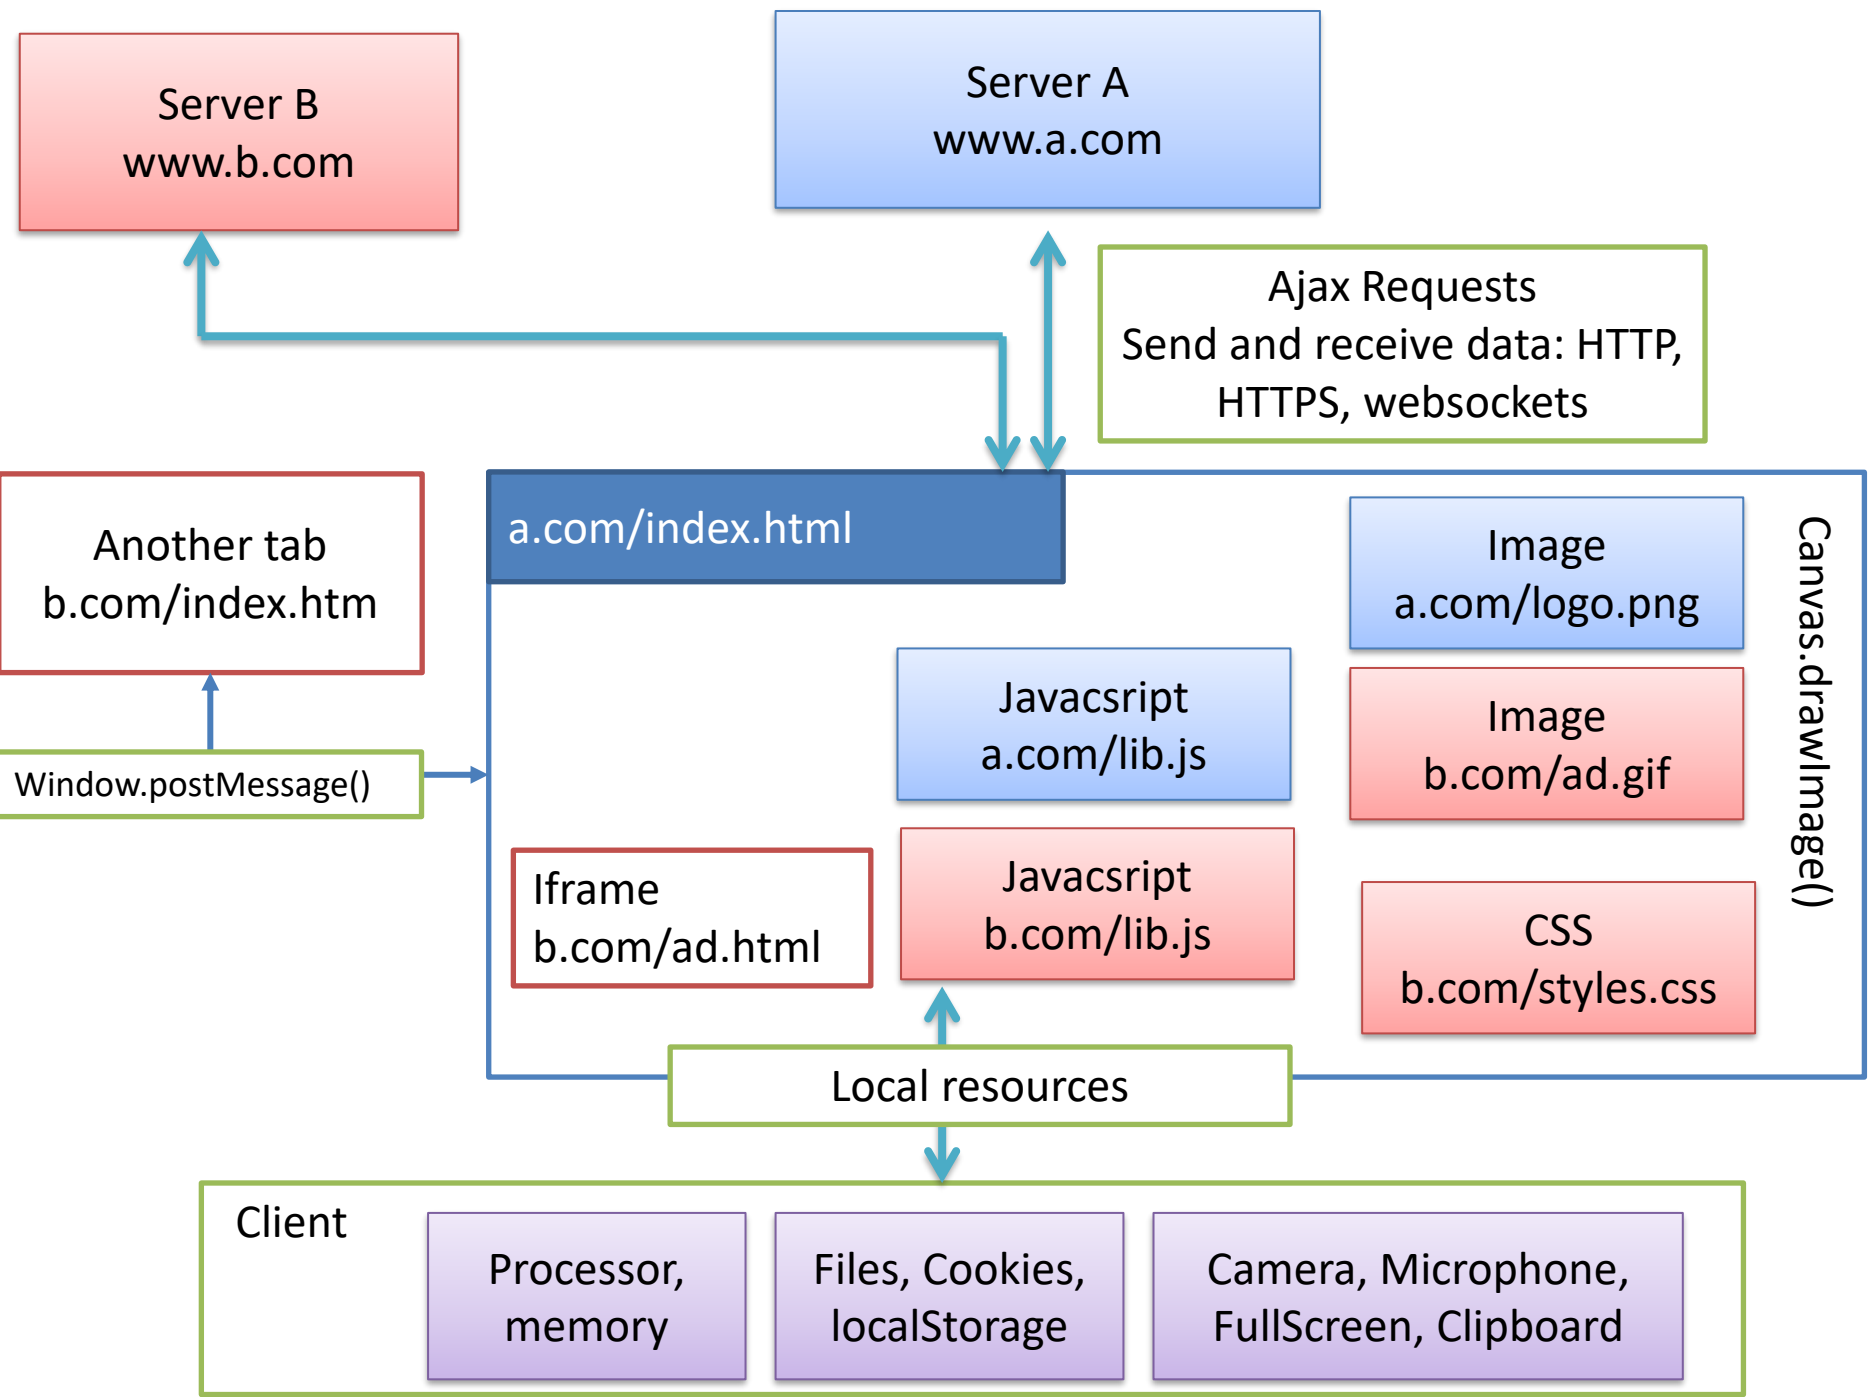 Server B
www.b.com
Server A
www.a.com
Ajax Requests
Send and receive data: HTTP,
HTTPS, websockets
Another tab
b.com/index.htm
Window.postMessage()
a.com/index.html
Image
a.com/logo.png
Image
b.com/ad.gif
Canvas.drawImage()
Javacsript
a.com/lib.js
Javacsript
b.com/lib.js
Iframe
b.com/ad.html
CSS
b.com/styles.css
Local resources
Client
Processor,
memory
Files, Cookies,
localStorage
Camera, Microphone,
FullScreen, Clipboard